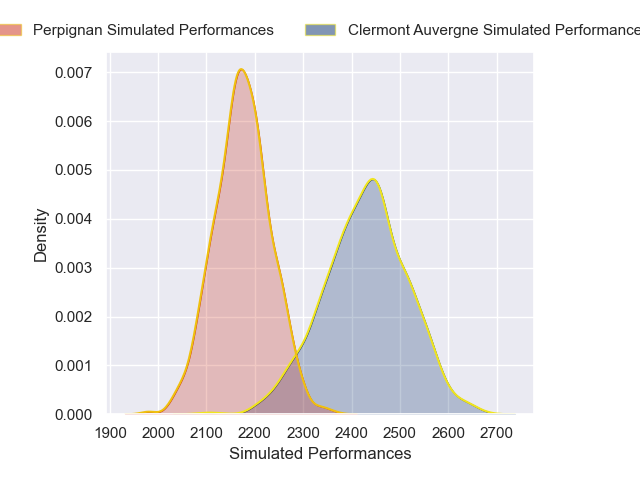 Perpignan Simulated Performances
Clermont Auvergne Simulated Performance
0.007
0.006
0.005
0.004
0.003
0.002
0.001
0.000
Density
1900 2000 2100 2200 2300 2400 2500 2600 2700
Simulated Performances